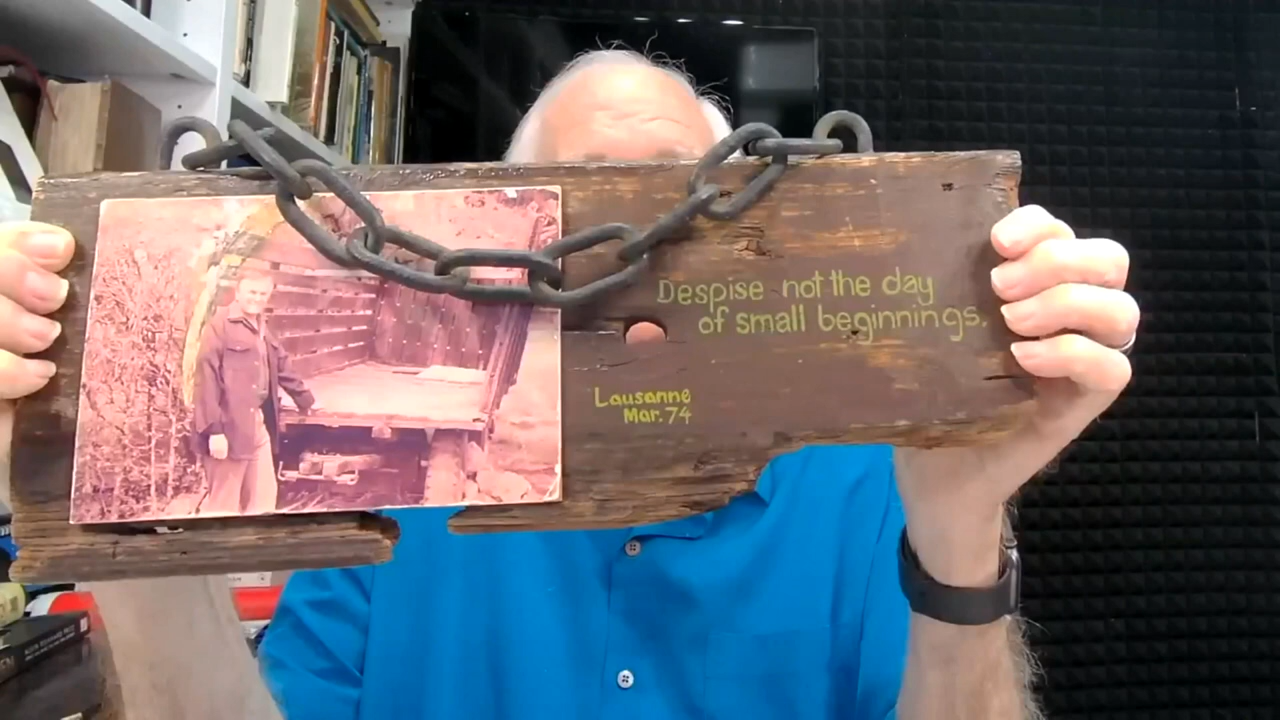 Despise not the day
of small beginnings.
Lausanne
Mar. 74